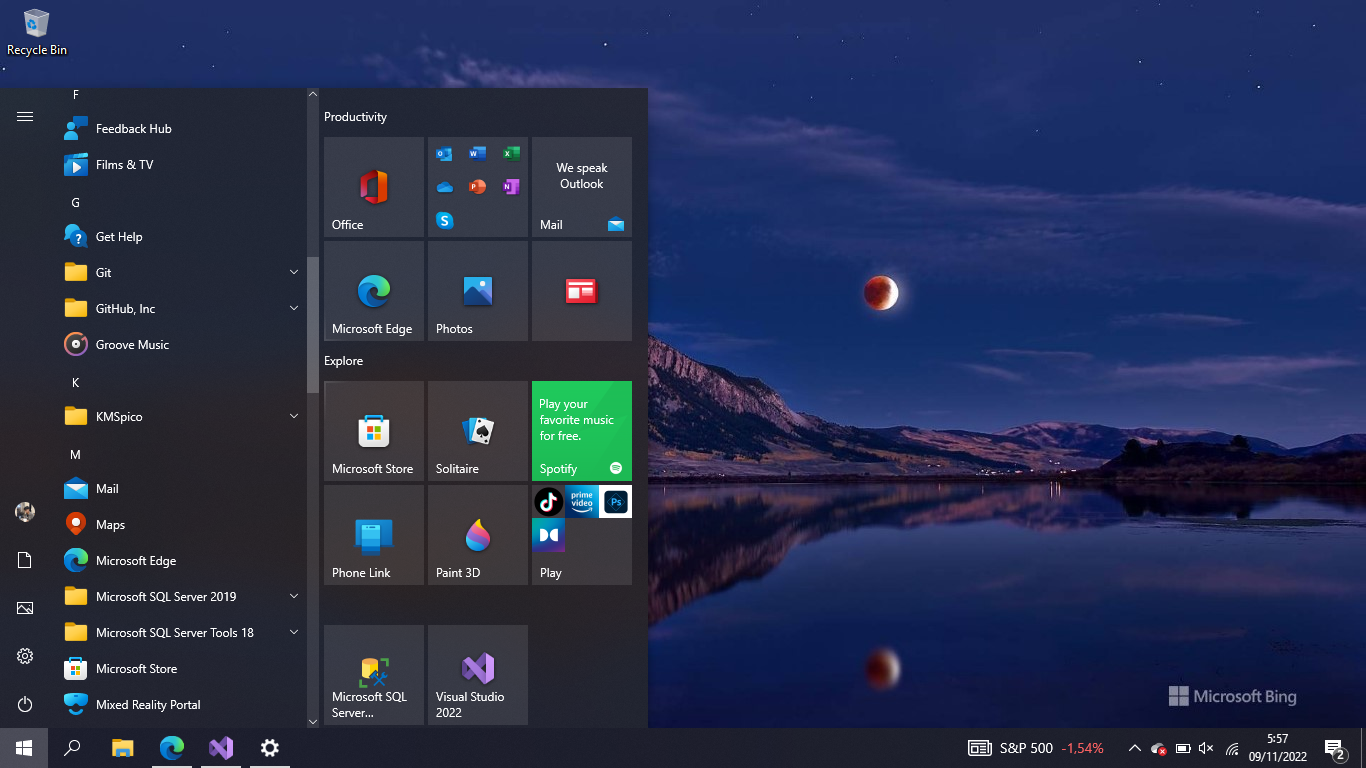 Recycle Bin
F
Feedback Hub
Films & TV
G
Get Help
Git
GitHub, Inc
Groove Music
K
KMSpico
M
Mail
Maps
Microsoft Edge
Microsoft SQL Server 2019
Microsoft SQL Server Tools 18
Microsoft Store
Mixed Reality Portal
Productivity
Office
We speak
Outlook
Mail
Microsoft Edge
Photos
Explore
Microsoft Store
Solitaire
Play your
favorite music
for free.
Spotify
Phone Link
Paint 3D
prime
video
Ps
Play
Microsoft SQL
Server...
Visual Studio
2022
Microsoft Bing
S&P 500 -1,54%
5:57
09/11/2022
2